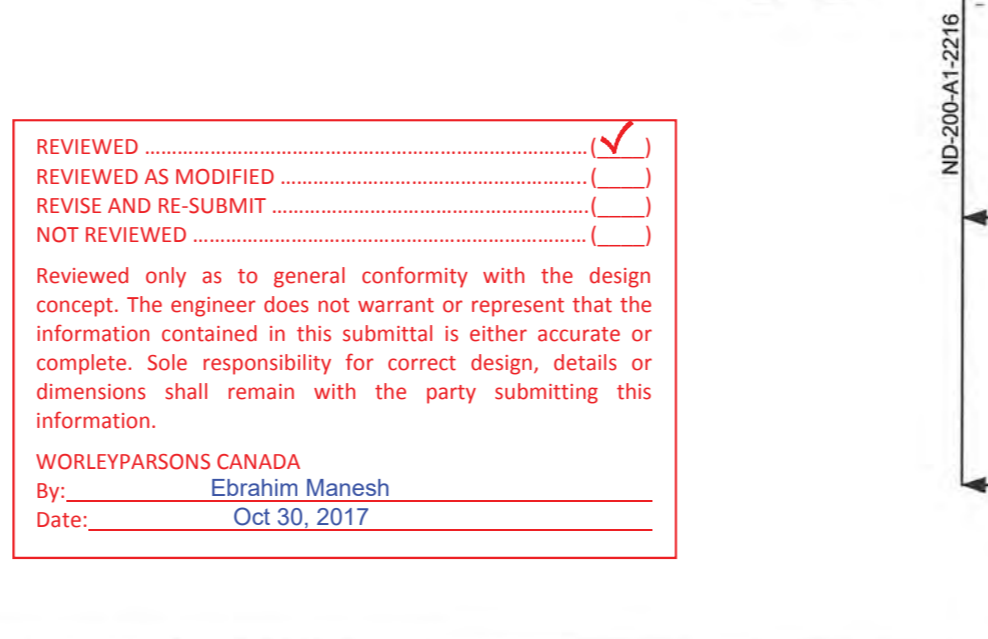 REVIEWED ................................................................................ (✓)
REVIEWED AS MODIFIED ........................................................ (____)
REVISE AND RE-SUBMIT ..........................................................(____)
NOT REVIEWED ........................................................................ (____)
Reviewed only as to general conformity with the design
concept. The engineer does not warrant or represent that the
information contained in this submittal is either accurate or
complete. Sole responsibility for correct design, details or
dimensions shall remain with the party submitting this
information.
WORLEYPARSONS CANADA
By: Ebrahim Manesh
Date: Oct 30, 2017
ND-200-A1-2216